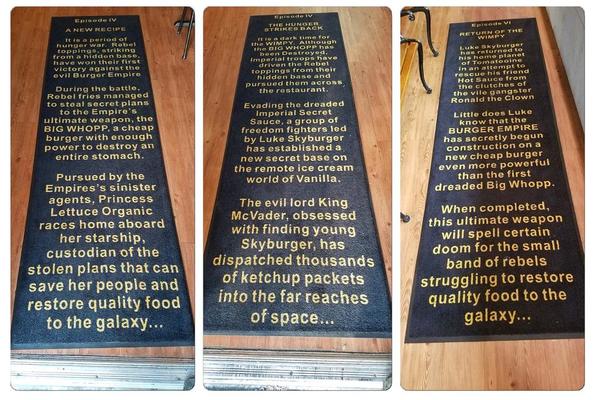 Episode IV
A NEW RECIPE
It is a period of
hunger war. Rebel
toppings, striking
from a hidden base,
have won their first
victory against the
evil Burger Empire
During the battle,
Rebel fries managed
to steal secret plans
to the Empire's
ultimate weapon, the
BIG WHOPP, a cheap
burger with enough
power to destroy an
entire stomach.
Pursued by the
Empires's sinister
agents, Princess
Lettuce Organic
races home aboard
her starship,
custodian of the
stolen plans that can
save her people and
restore quality food
to the galaxy...
Episode IV
THE HUNGER
STRIKES BACK
It is a dark time for
the WIMPY. Although
the BIG WHOPP has
been Destroyed,
Imperial troops have
driven the Rebel
toppings from their
hidden base and
pursued them across
the restaurant.
Evading the dreaded
Imperial Secret
Sauce, a group of
freedom fighters led
by Luke Skyburger
has established a
new secret base on
the remote ice cream
world of Vanilla.
The evil lord King
McVader, obsessed
with finding young
Skyburger, has
dispatched thousands
of ketchup packets
into the far reaches
of space...
Episode VI
RETURN OF THE
WIMPY
Luke Skyburger
has returned to
his home planet
of Tomatooine
in an attempt to
rescue his friend
Hot Sauce from
the clutches of
the vile gangster
Ronald the Clown
Little does Luke
know that the
BURGER EMPIRE
has secretly begun
construction on a
new cheap burger
even more powerful
than the first
dreaded Big Whopp.
When completed,
this ultimate weapon
will spell certain
doom for the small
band of rebels
struggling to restore
quality food to the
galaxy...